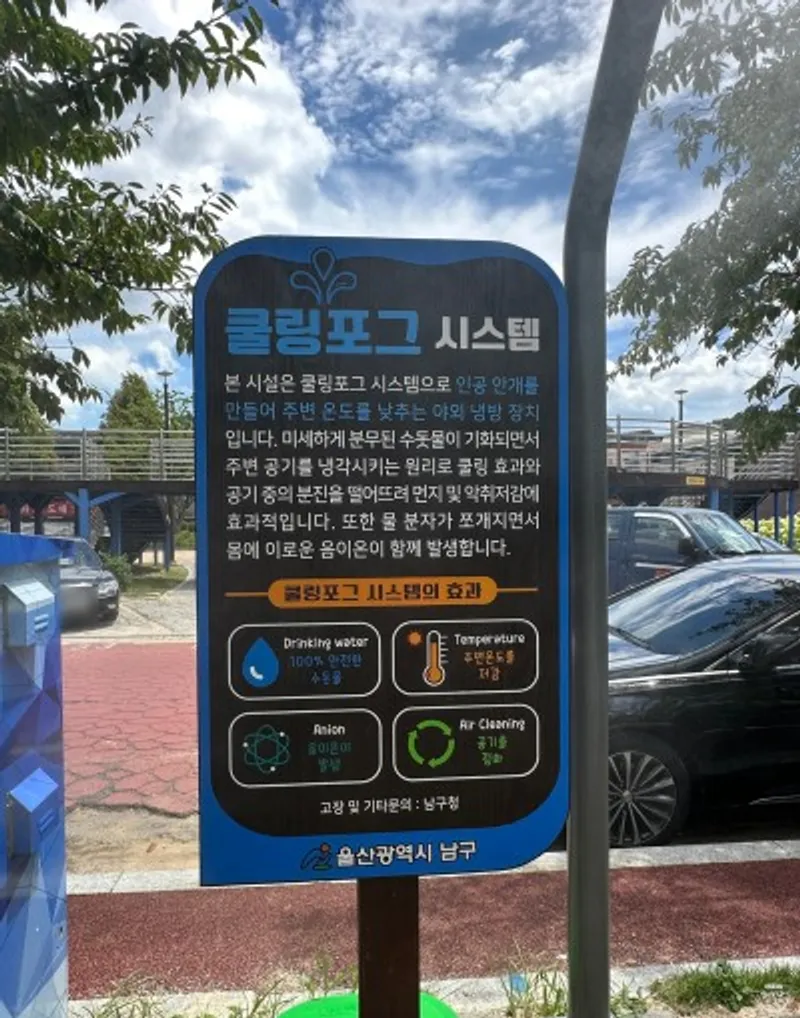 쿨링포그 시스템
본 시설은 쿨링포그 시스템으로 인공 안개를
만들어 주변 온도를 낮추는 야외 냉방 장치
입니다. 미세하게 분무된 수돗물이 기화되면서
주변 공기를 냉각시키는 원리로 쿨링 효과와
공기 중의 분진을 떨어뜨려 먼지 및 악취저감에
효과적입니다. 또한 물 분자가 쪼개지면서
몸에 이로운 음이온이 함께 발생합니다.
쿨링포그 시스템의 효과
Drinking water
100% 안전한
수돗물
Temperature
주변온도를
저감
Anion
음이온이
발생
Air Cleaning
공기를
정화
고장 및 기타문의 : 남구청
울산광역시 남구